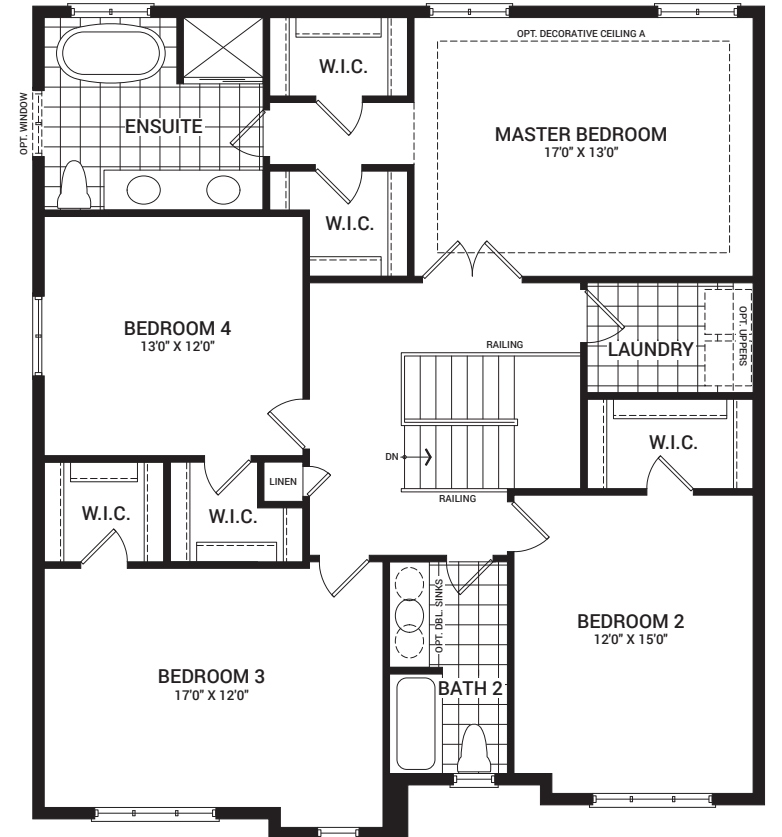 OPT. DECORATIVE CEILING A
W.I.C.
OPT. WINDOW
ENSUITE
MASTER BEDROOM
17'0" X 13'0"
W.I.C.
BEDROOM 4
13'0" X 12'0"
RAILING
LAUNDRY
OPT. UPPERS
W.I.C.
DN
LINEN
RAILING
W.I.C.
W.I.C.
OPT. DBL. SINKS
BEDROOM 2
12'0" X 15'0"
BEDROOM 3
17'0" X 12'0"
BATH 2